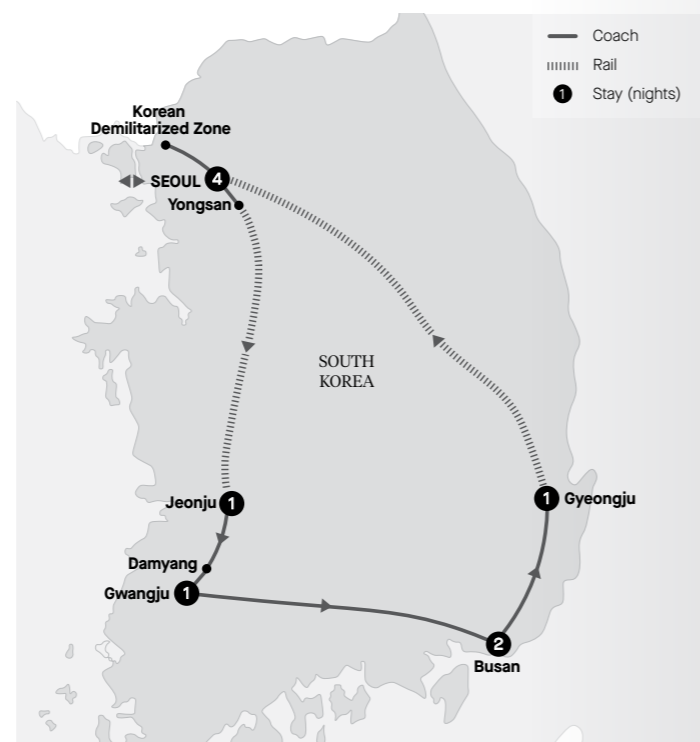 Coach
Rail
1 Stay (nights)
Korean
Demilitarized Zone
SEOUL 4
Yongsan
SOUTH
KOREA
Jeonju 1
1 Gyeongju
Damyang
Gwangju 1
2
Busan